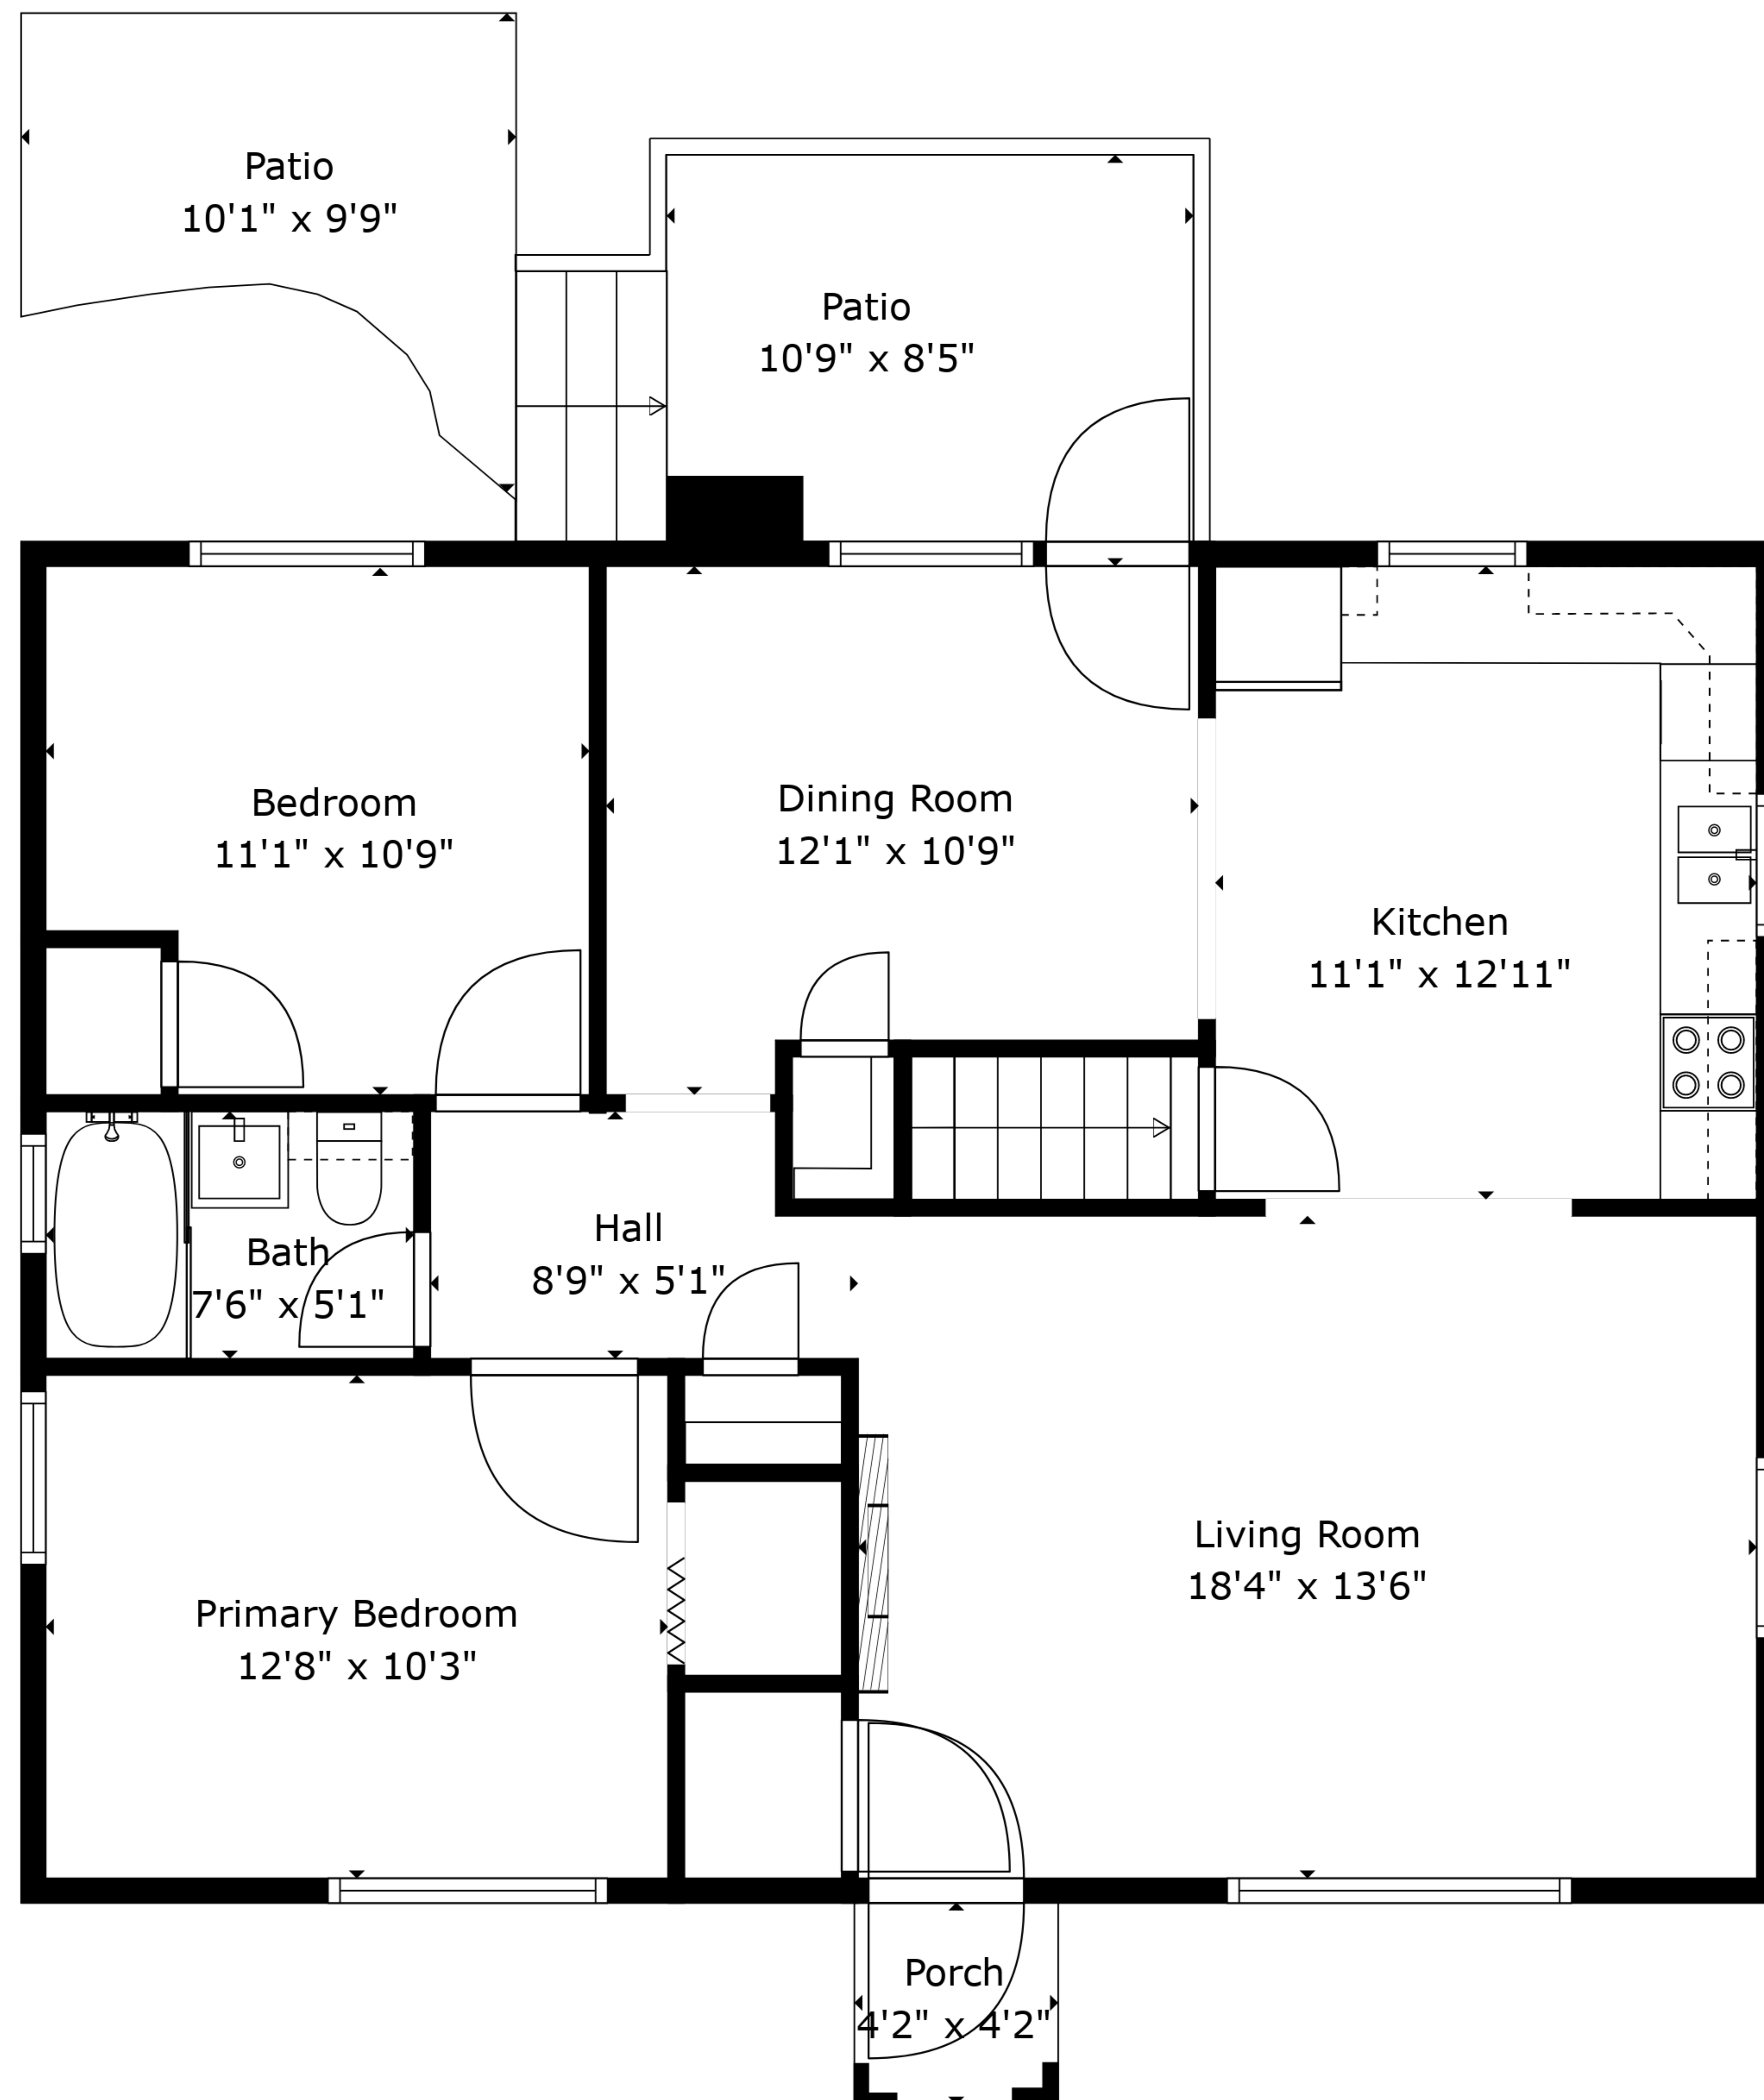 Patio
10'1" x 9'9"
Patio
10'9" x 8'5"
Bedroom
11'1" x 10'9"
Dining Room
12'1" x 10'9"
Kitchen
11'1" x 12'11"
Bath
7'6" x 5'1"
Hall
8'9" x 5'1"
Living Room
18'4" x 13'6"
Primary Bedroom
12'8" x 10'3"
Porch
4'2" x 4'2"